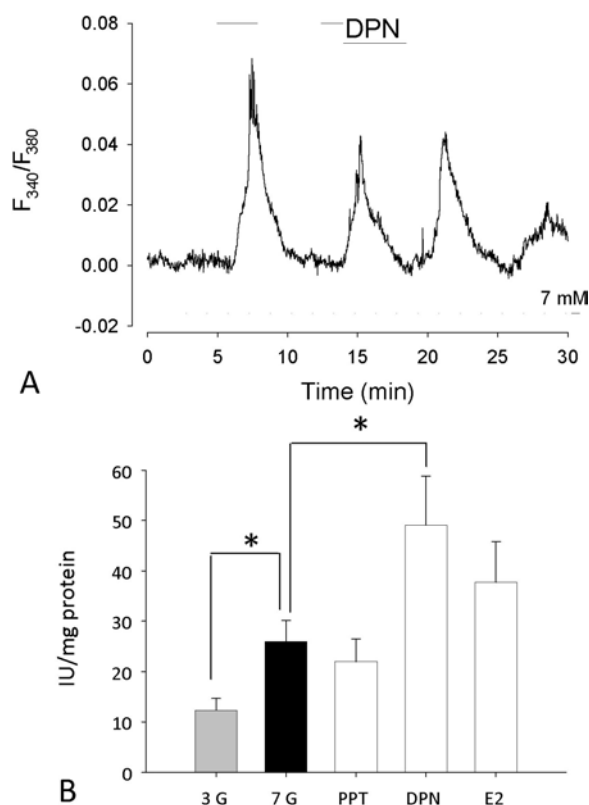 0.08
DPN
0.06
0.04
0.02
0.00
-0.02
F340/F380
7 mM
0 5 10 15 20 25 30
Time (min)
A
*
*
60
50
40
30
20
10
0
IU/mg protein
3 G 7 G PPT DPN E2
B